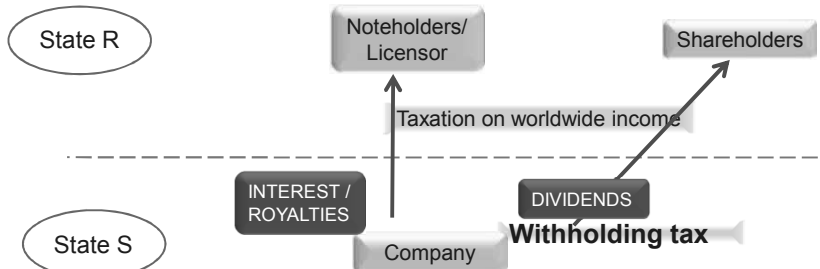 State R
Noteholders/
Licensor
Shareholders
Taxation on worldwide income
INTEREST /
ROYALTIES
DIVIDENDS
State S
Company
Withholding tax